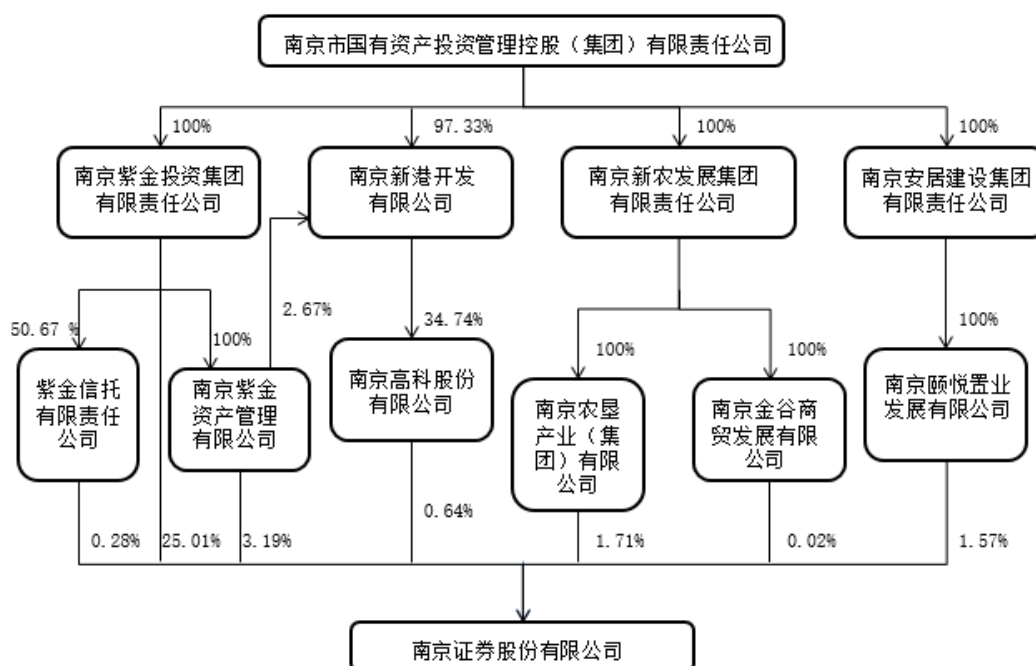 南京市国有资产投资管理控股（集团）有限责任公司
100%
97.33%
100%
100%
南京紫金投资集团
有限责任公司
南京新港开发
有限公司
南京新农发展集团
有限责任公司
南京安居建设集团
有限责任公司
50.67 %
100%
2.67%
34.74%
100%
100%
100%
紫金信托
有限责任
公司
南京紫金
资产管理
有限公司
南京高科股份
有限公司
南京农垦
产业（集
团）有限
公司
南京金谷商
贸发展有限
公司
南京颐悦置业
发展有限公司
0.28%
25.01%
3.19%
0.64%
1.71%
0.02%
1.57%
南京证券股份有限公司